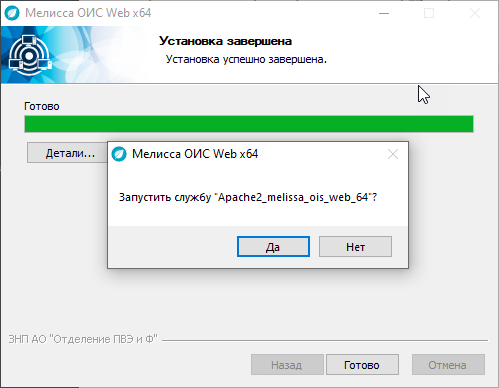 Мелисса ОИС Web x64
Установка завершена
Установка успешно завершена.
Готово
Детали...
Мелисса ОИС Web x64
Запустить службу "Apache2_melissa_ois_web_64"?
Да
Нет
ЗНП АО "Отделение ПВЭ и Ф"
Назад
Готово
Отмена